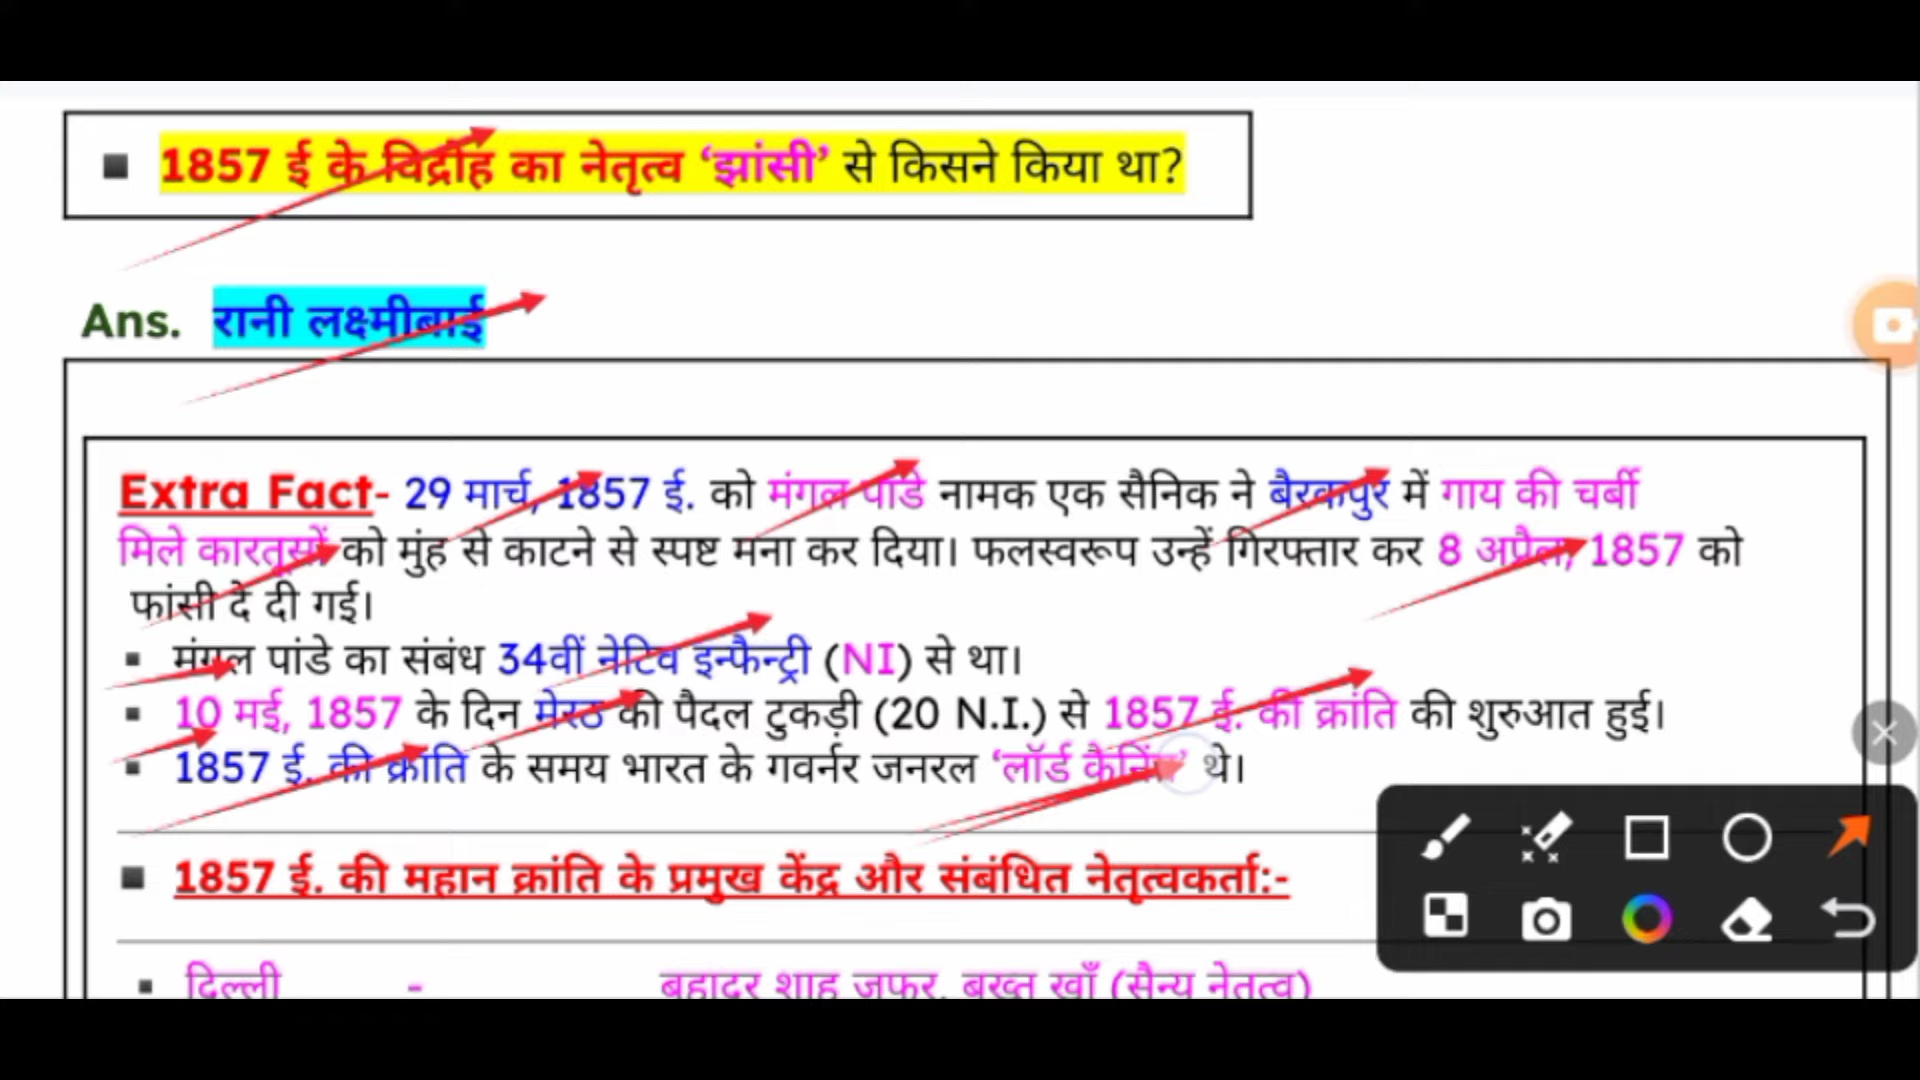 ▪ 1857 ई के विद्रोह का नेतृत्व ‘झांसी’ से किसने किया था?
Ans. रानी लक्ष्मीबाई
Extra Fact- 29 मार्च, 1857 ई. को मंगल पांडे नामक एक सैनिक ने बैरकपुर में गाय की चर्बी
मिले कारतूसों को मुंह से काटने से स्पष्ट मना कर दिया। फलस्वरूप उन्हें गिरफ्तार कर 8 अप्रैल, 1857 को
फांसी दे दी गई।
▪ मंगल पांडे का संबंध 34वीं नेटिव इन्फैन्ट्री (NI) से था।
▪ 10 मई, 1857 के दिन मेरठ की पैदल टुकड़ी (20 N.I.) से 1857 ई. की क्रांति की शुरुआत हुई।
▪ 1857 ई. की क्रांति के समय भारत के गवर्नर जनरल ‘लॉर्ड कैनिंग’ थे।
▪ 1857 ई. की महान क्रांति के प्रमुख केंद्र और संबंधित नेतृत्वकर्ता:-
▪ दिल्ली - बहादुर शाह जफर, बख्त खाँ (सैन्य नेतृत्व)